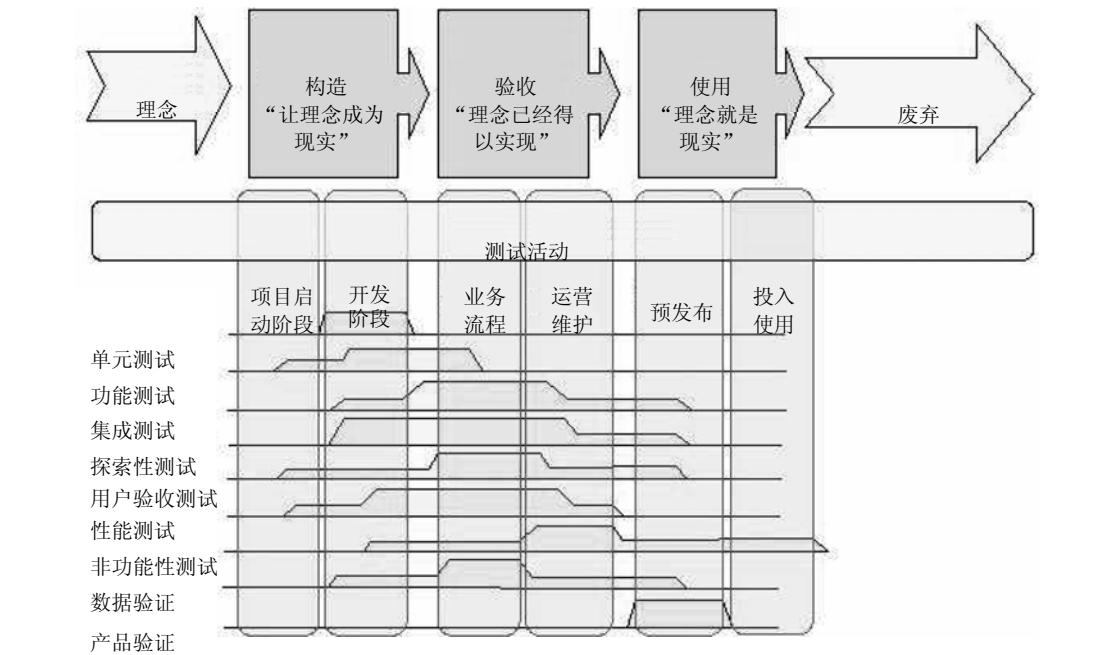 理念
构造
“让理念成为
现实”
验收
“理念已经得
以实现”
使用
“理念就是
现实”
废弃
测试活动
项目启
动阶段
开发
阶段
业务
流程
运营
维护
预发布
投入
使用
单元测试
功能测试
集成测试
探索性测试
用户验收测试
性能测试
非功能性测试
数据验证
产品验证